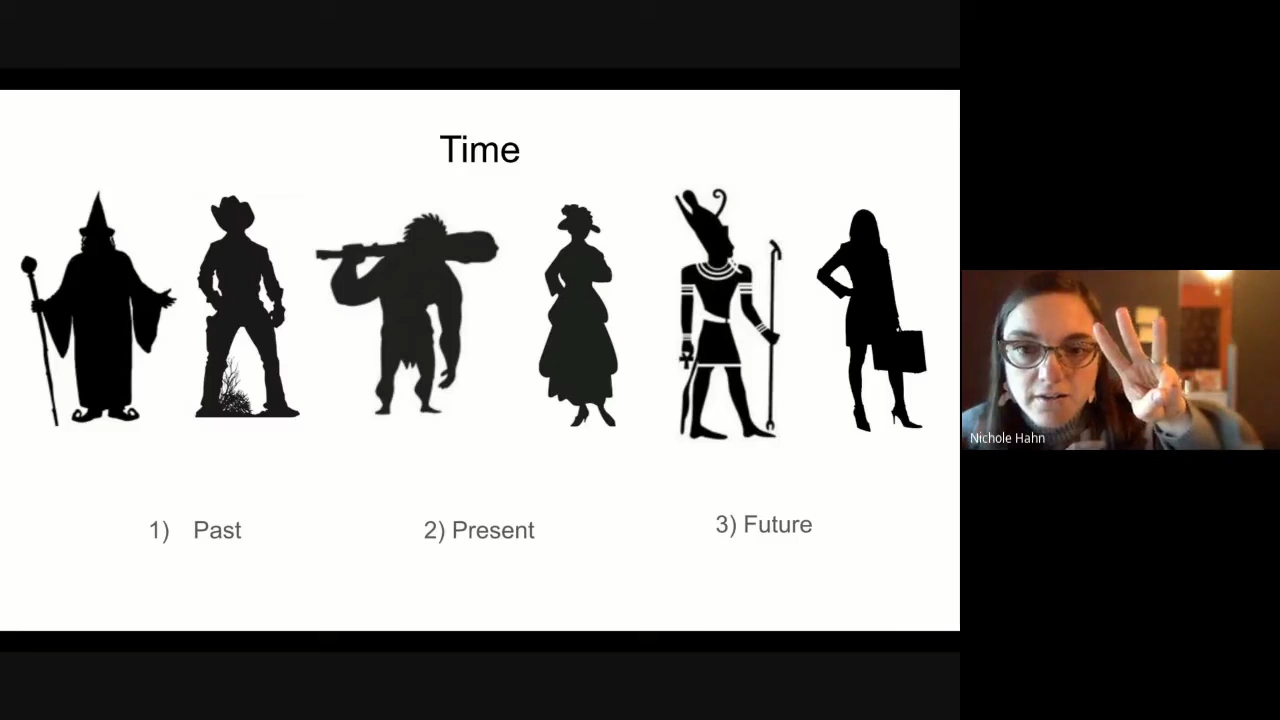 Time
1) Past
2) Present
3) Future
Nichole Hahn